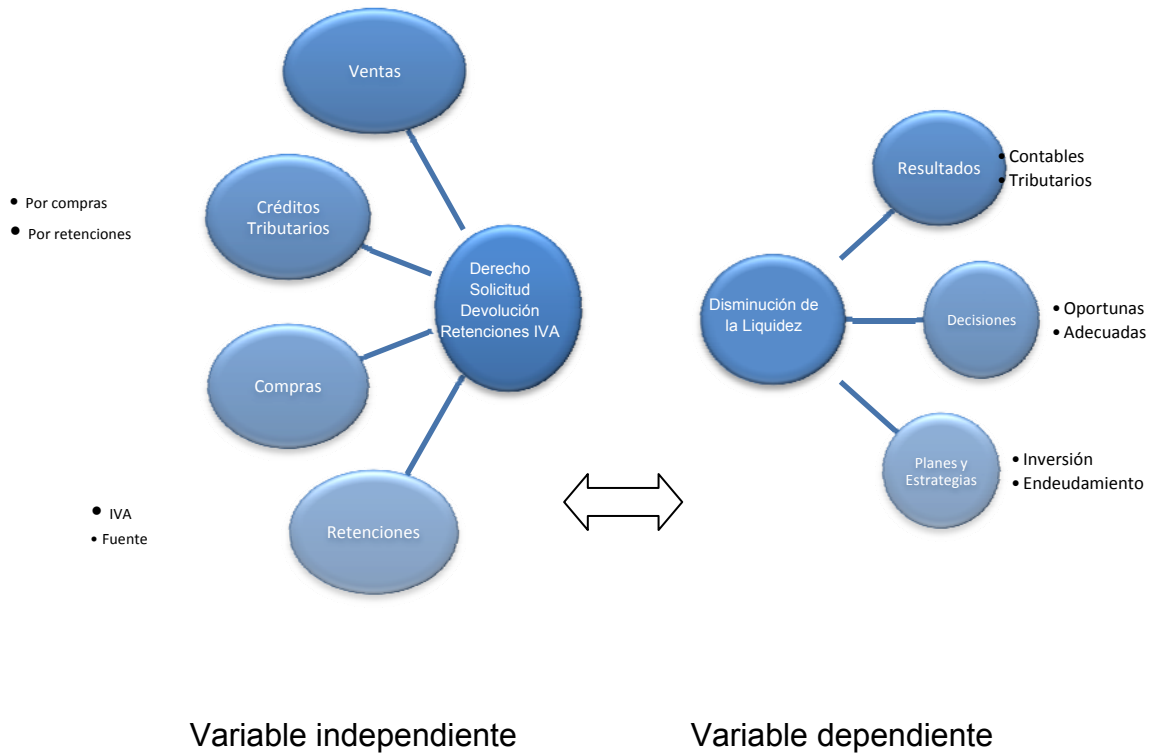 Ventas
• Por compras
• Por retenciones
Créditos
Tributarios
Derecho
Solicitud
Devolución
Retenciones IVA
Compras
• IVA
• Fuente
Retenciones
Resultados
• Contables
• Tributarios
Disminución de
la Liquidez
Decisiones
• Oportunas
• Adecuadas
Planes y
Estrategias
• Inversión
• Endeudamiento
Variable independiente
Variable dependiente